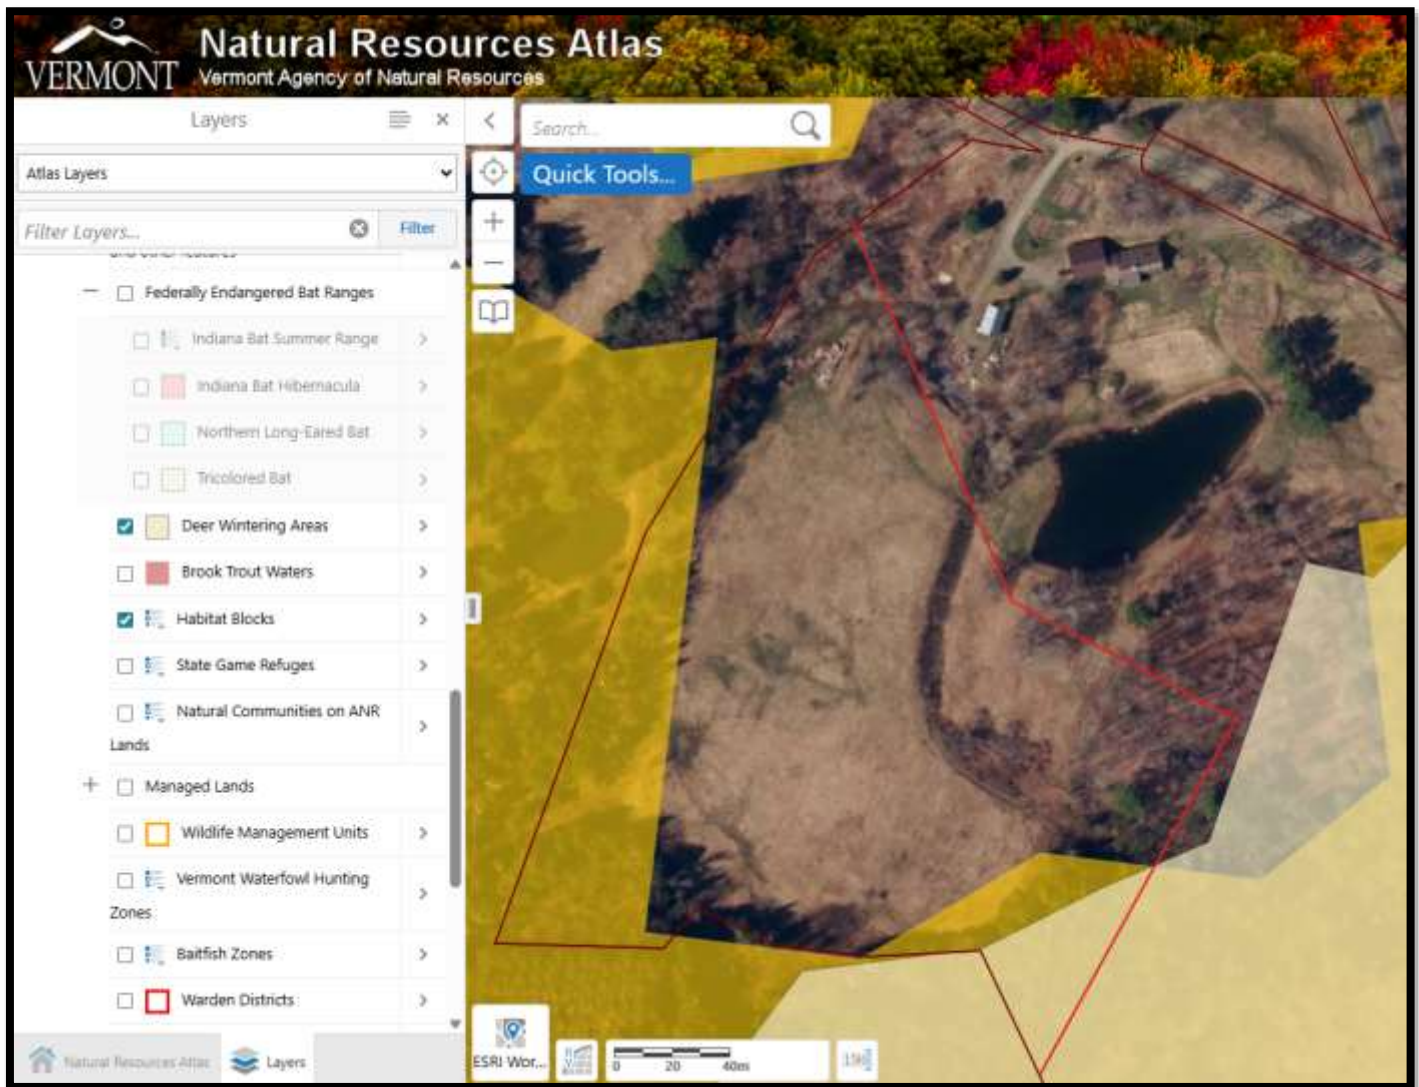 VERMONT
Natural Resources Atlas
Vermont Agency of Natural Resources
Layers
Search...
Atlas Layers
Quick Tools...
Filter Layers...
Filter
and other features
Federally Endangered Bat Ranges
Indiana Bat Summer Range
Indiana Bat Hibernacula
Northern Long-Eared Bat
Tricolored Bat
Deer Wintering Areas
Brook Trout Waters
Habitat Blocks
State Game Refuges
Natural Communities on ANR
Lands
Managed Lands
Wildlife Management Units
Vermont Waterfowl Hunting
Zones
Baitfish Zones
Warden Districts
Natural Resources Atlas
Layers
ESRI Wor...
0 20 40m